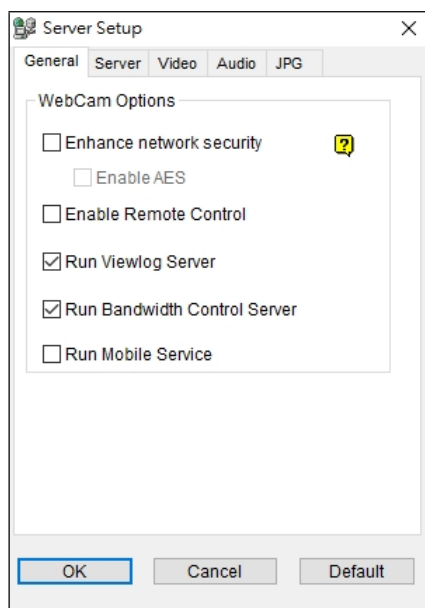 Server Setup
General Server Video Audio JPG
WebCam Options
Enhance network security
Enable AES
Enable Remote Control
Run Viewlog Server
Run Bandwidth Control Server
Run Mobile Service
OK Cancel Default